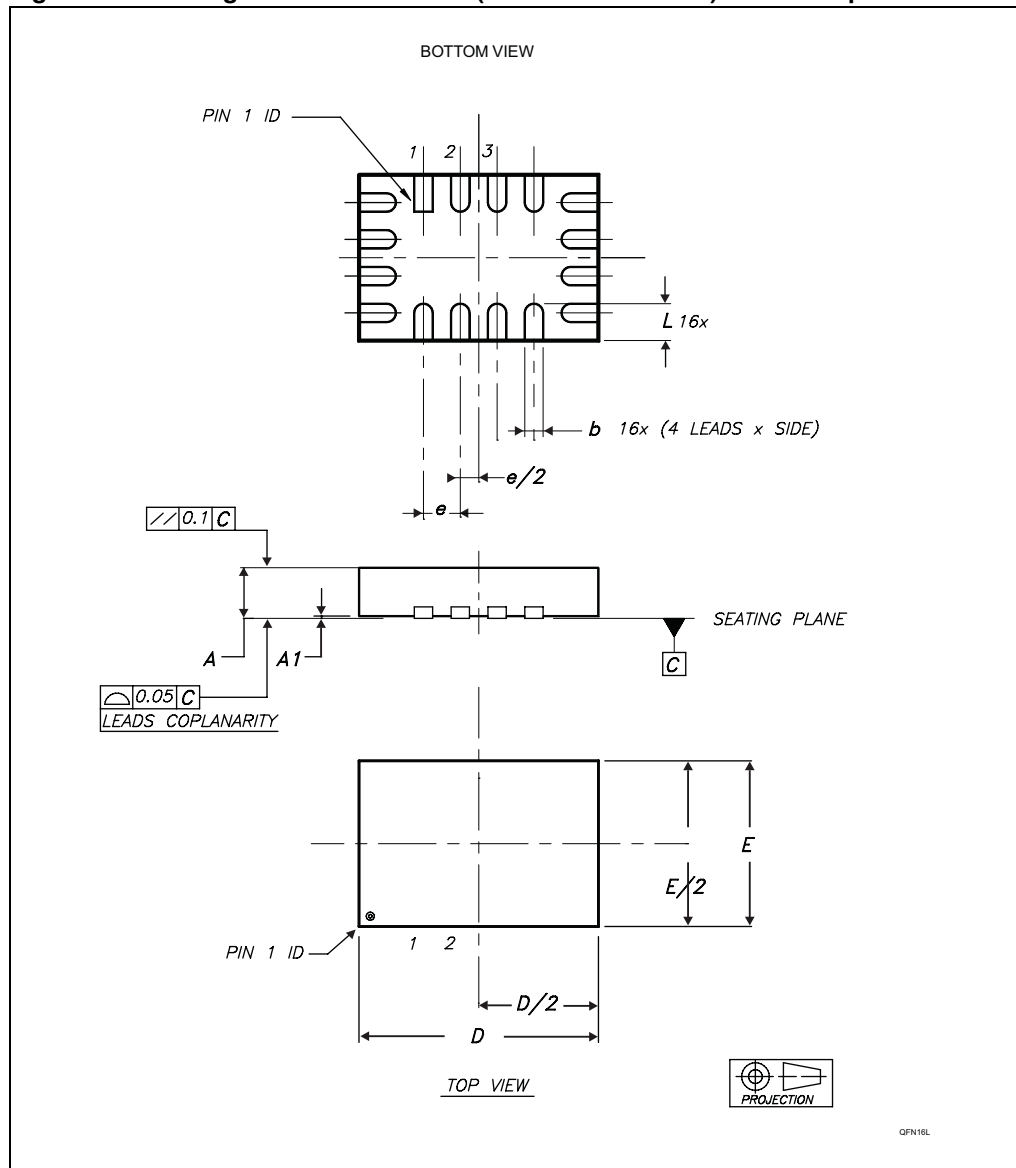 BOTTOM VIEW
PIN 1 ID
1 2 3
L 16x
b 16x (4 LEADS x SIDE)
e/2
e
// 0.1 C
SEATING PLANE
A A1
C
⌓ 0.05 C
LEADS COPLANARITY
E
E/2
PIN 1 ID
1 2
D/2
D
TOP VIEW
PROJECTION
QFN16L